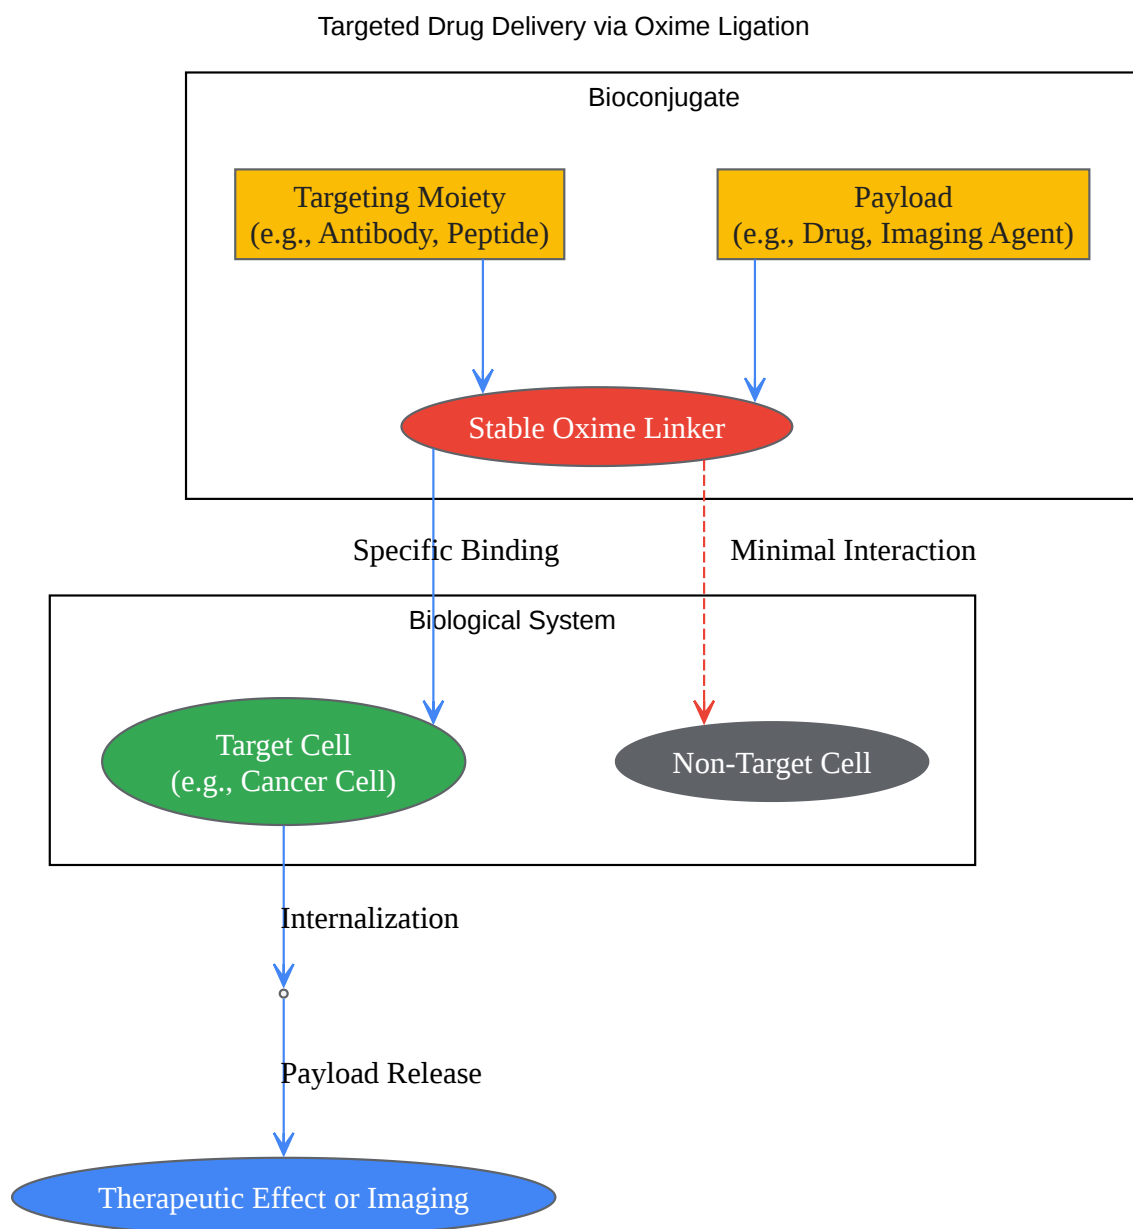 Targeted Drug Delivery via Oxime Ligation
Bioconjugate
Targeting Moiety
(e.g., Antibody, Peptide)
Payload
(e.g., Drug, Imaging Agent)
Stable Oxime Linker
Specific Binding
Minimal Interaction
Biological System
Target Cell
(e.g., Cancer Cell)
Non-Target Cell
Internalization
Payload Release
Therapeutic Effect or Imaging